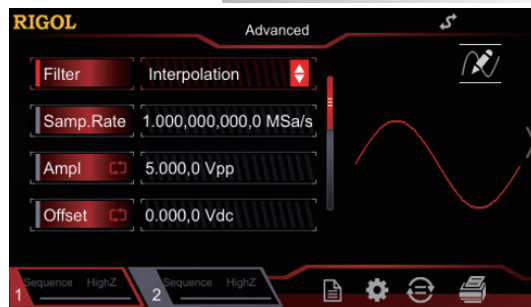 RIGOL
Advanced
Filter Interpolation
Samp.Rate 1.000,000,000,0 MSa/s
Ampl 5.000,0 Vpp
Offset 0.000,0 Vdc
1 Sequence HighZ 2 Sequence HighZ